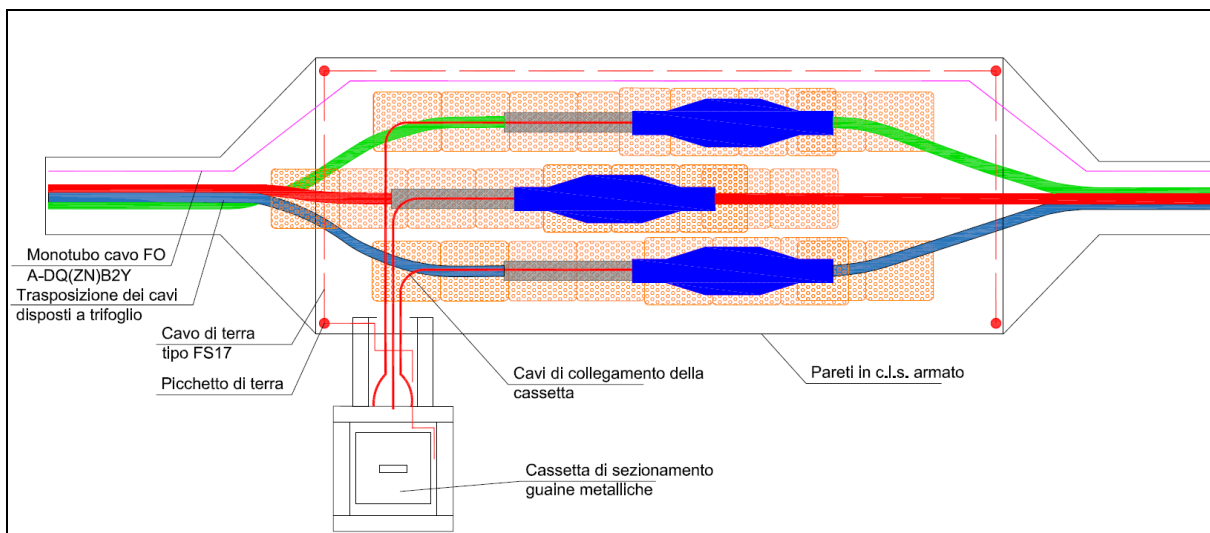 Monotubo cavo FO
A-DQ(ZN)B2Y
Trasposizione dei cavi
disposti a trifoglio
Cavo di terra
tipo FS17
Picchetto di terra
Cavi di collegamento della
cassetta
Pareti in c.l.s. armato
Cassetta di sezionamento
guaine metalliche